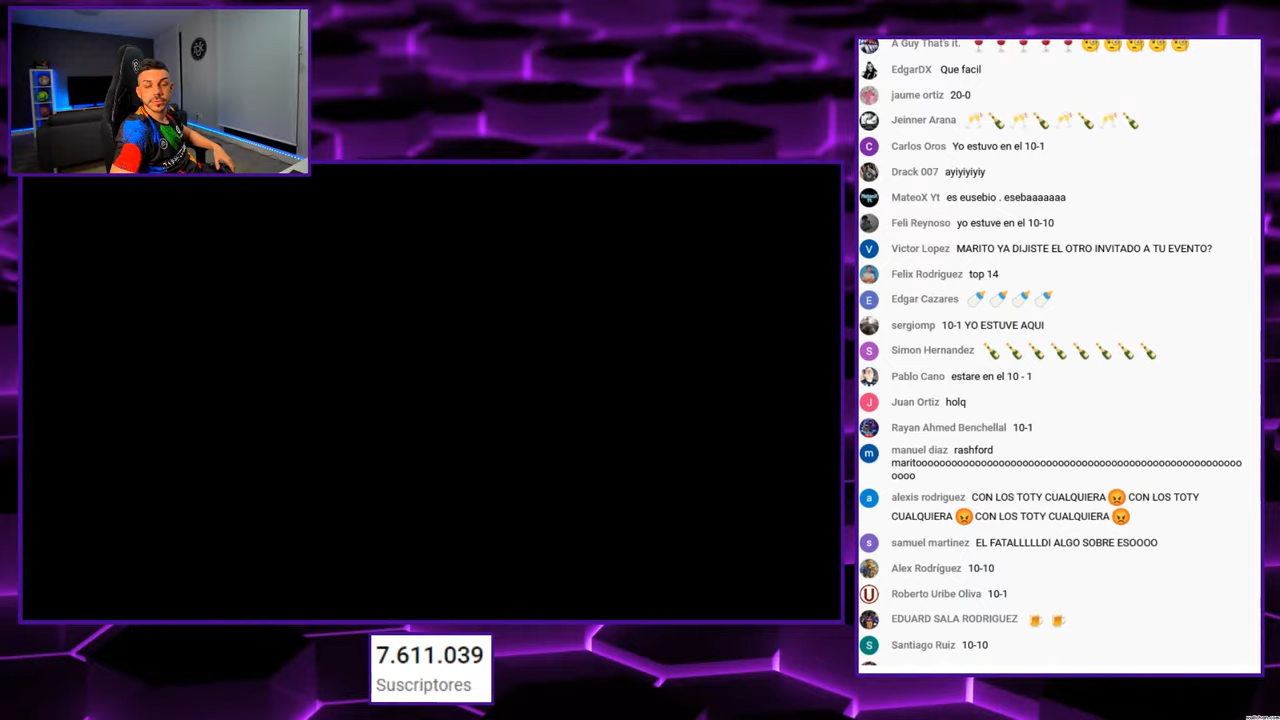 A Guy That's it. 🍷🍷🍷🍷🍷🧐🧐🧐🧐🧐
EdgarDX Que facil
jaume ortiz 20-0
Jeinner Arana 🥂🍾🥂🍾🥂🍾🥂🍾
C Carlos Oros Yo estuvo en el 10-1
Drack 007 ayiyiyiyiy
MateoX Yt es eusebio . esebaaaaaaa
Feli Reynoso yo estuve en el 10-10
V Victor Lopez MARITO YA DIJISTE EL OTRO INVITADO A TU EVENTO?
Felix Rodriguez top 14
E Edgar Cazares 🍼🍼🍼🍼
sergiomp 10-1 YO ESTUVE AQUI
S Simon Hernandez 🍾🍾🍾🍾🍾🍾🍾🍾
Pablo Cano estare en el 10 - 1
J Juan Ortiz holq
Rayan Ahmed Benchellal 10-1
m manuel diaz rashford
maritooooooooooooooooooooooooooooooooooooooooooooooooooooooo
oooo
a alexis rodriguez CON LOS TOTY CUALQUIERA 😡 CON LOS TOTY
CUALQUIERA 😡 CON LOS TOTY CUALQUIERA 😡
s samuel martinez EL FATALLLLLDI ALGO SOBRE ESOOOO
Alex Rodríguez 10-10
U Roberto Uribe Oliva 10-1
EDUARD SALA RODRIGUEZ 🍺🍺
S Santiago Ruiz 10-10
7.611.039
Suscriptores